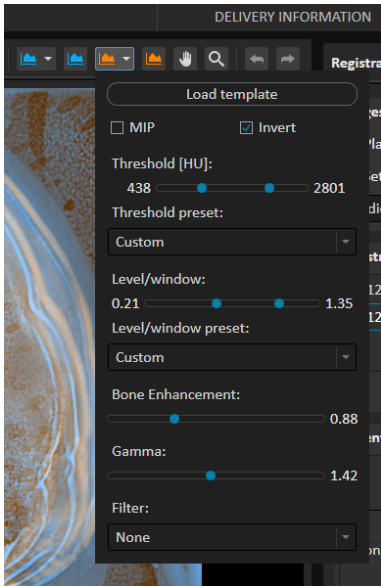 DELIVERY INFORMATION
Load template
Registra
MIP
Invert
Threshold [HU]:
438
2801
Threshold preset:
Custom
Level/window:
0.21
1.35
Level/window preset:
Custom
Bone Enhancement:
0.88
Gamma:
1.42
Filter:
None